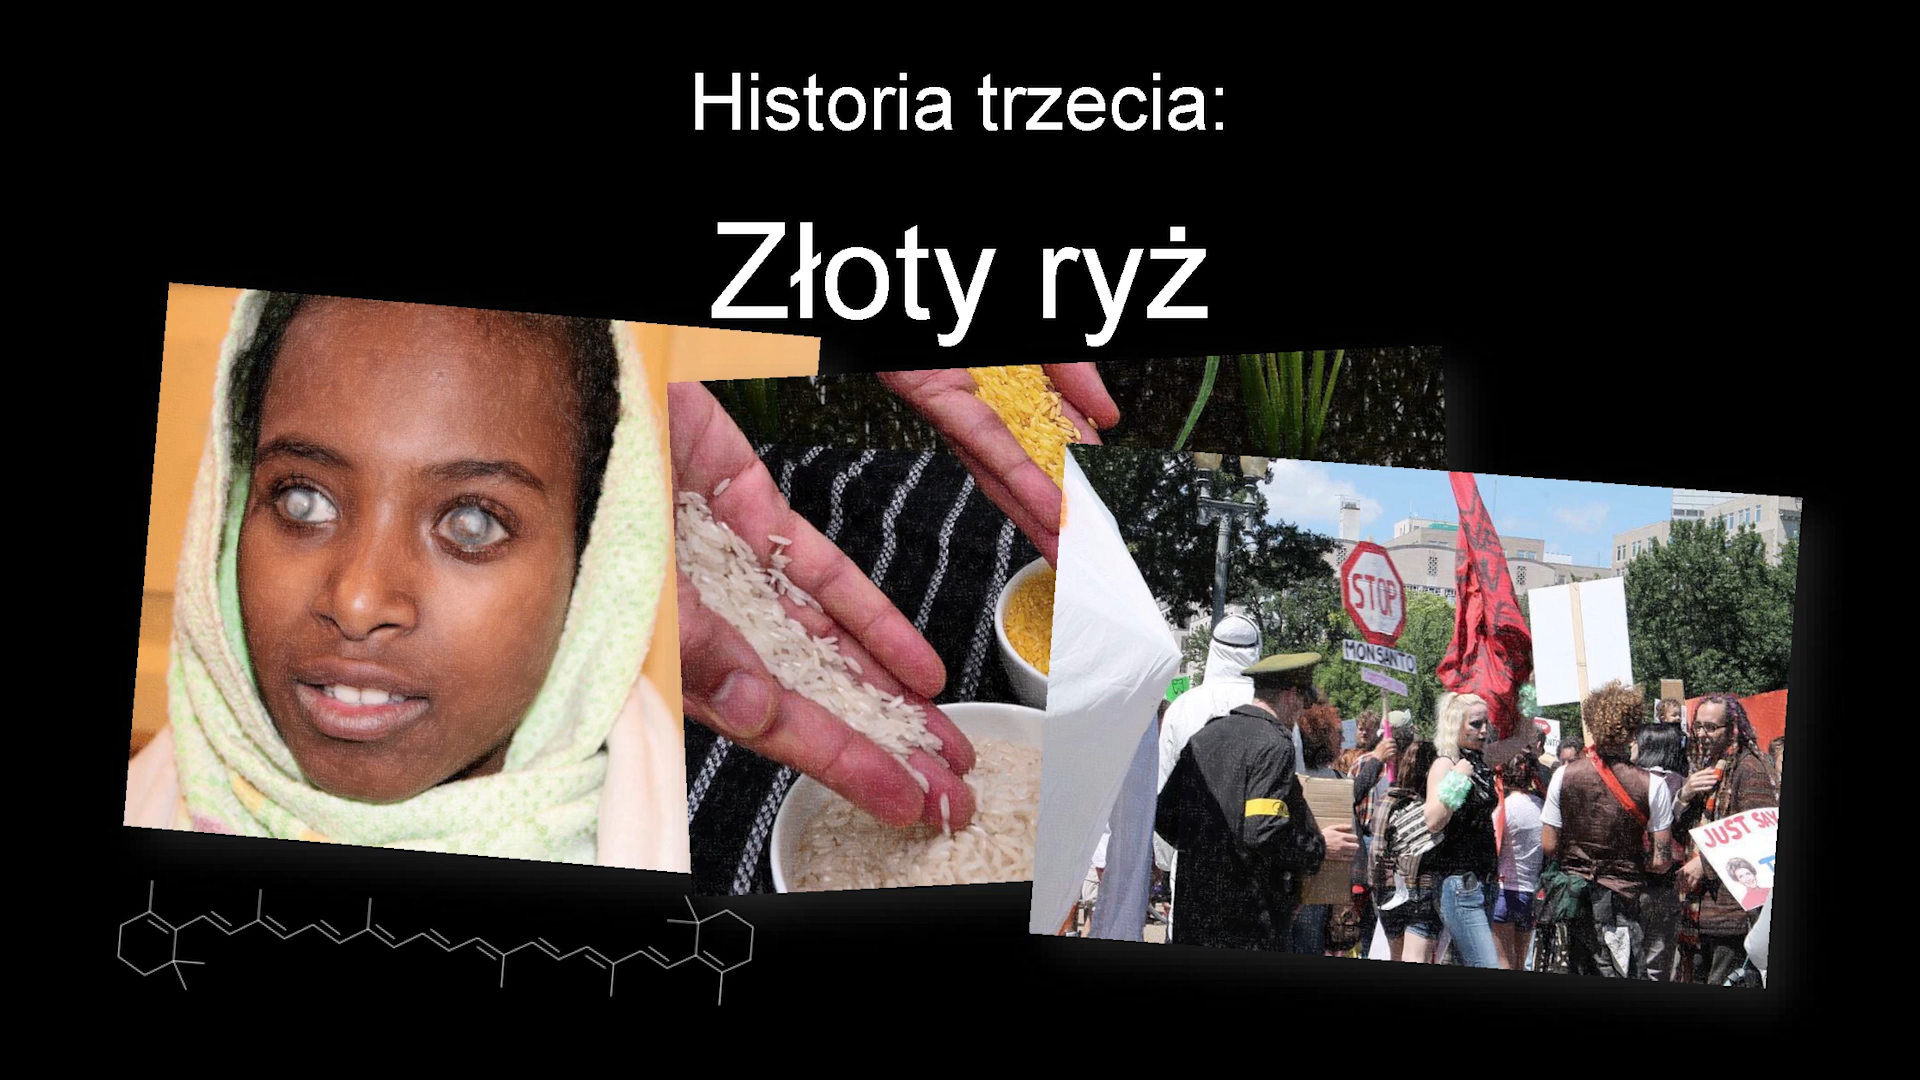 Historia trzecia:
Złoty ryż
STOP
MONSANTO
JUST SAY